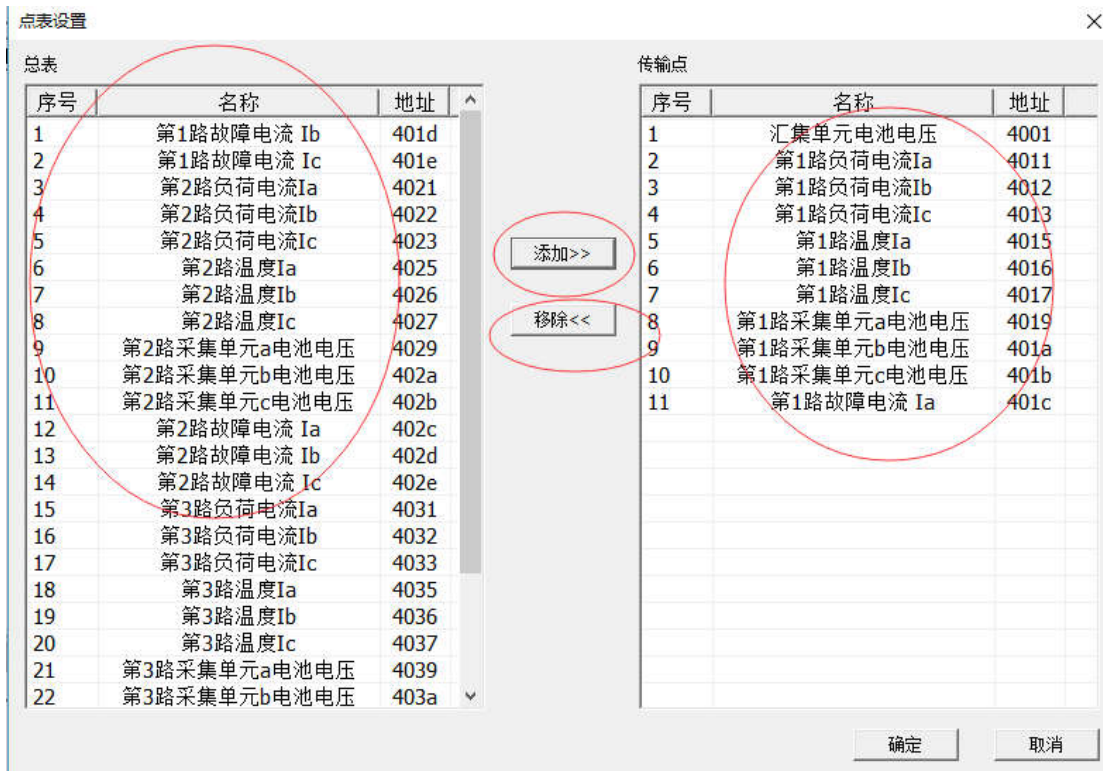 点表设置
总表
序号 名称 地址
1 第1路故障电流 Ib 401d
2 第1路故障电流 Ic 401e
3 第2路负荷电流Ia 4021
4 第2路负荷电流Ib 4022
5 第2路负荷电流Ic 4023
6 第2路温度Ia 4025
7 第2路温度Ib 4026
8 第2路温度Ic 4027
9 第2路采集单元a电池电压 4029
10 第2路采集单元b电池电压 402a
11 第2路采集单元c电池电压 402b
12 第2路故障电流 Ia 402c
13 第2路故障电流 Ib 402d
14 第2路故障电流 Ic 402e
15 第3路负荷电流Ia 4031
16 第3路负荷电流Ib 4032
17 第3路负荷电流Ic 4033
18 第3路温度Ia 4035
19 第3路温度Ib 4036
20 第3路温度Ic 4037
21 第3路采集单元a电池电压 4039
22 第3路采集单元b电池电压 403a
添加>>
移除<<
传输点
序号 名称 地址
1 汇集单元电池电压 4001
2 第1路负荷电流Ia 4011
3 第1路负荷电流Ib 4012
4 第1路负荷电流Ic 4013
5 第1路温度Ia 4015
6 第1路温度Ib 4016
7 第1路温度Ic 4017
8 第1路采集单元a电池电压 4019
9 第1路采集单元b电池电压 401a
10 第1路采集单元c电池电压 401b
11 第1路故障电流 Ia 401c
确定 取消